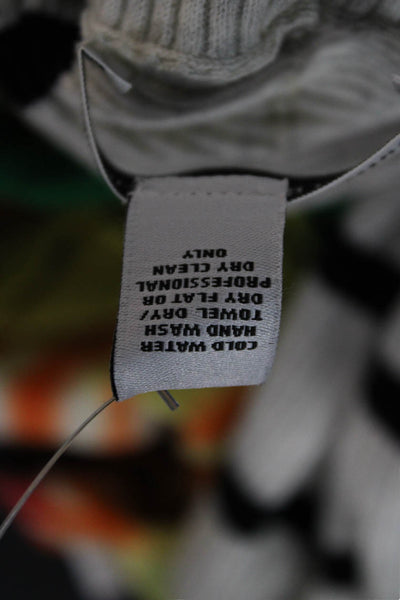 COLD WATER
HAND WASH
TOWEL DRY/
DRY FLAT OR
PROFESSIONAL
DRY CLEAN
ONLY